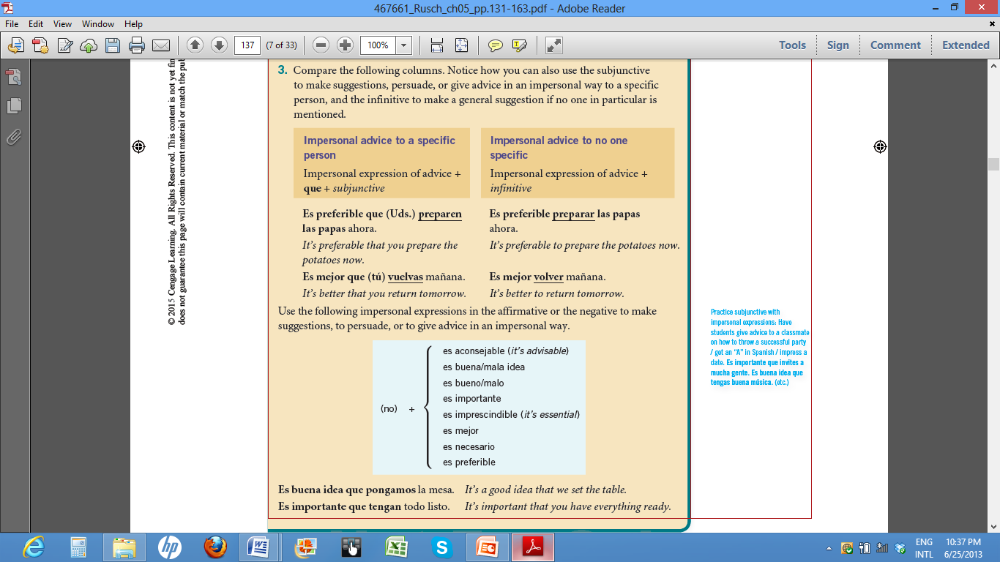 467661_Rusch_ch05_pp.131-163.pdf - Adobe Reader
File Edit View Window Help
137 (7 of 33) 100% Tools Sign Comment Extended
© 2015 Cengage Learning. All Rights Reserved. This content is not yet fin
does not guarantee this page will contain current material or match the pu
3. Compare the following columns. Notice how you can also use the subjunctive
to make suggestions, persuade, or give advice in an impersonal way to a specific
person, and the infinitive to make a general suggestion if no one in particular is
mentioned.
Impersonal advice to a specific
person
Impersonal expression of advice +
que + subjunctive
Impersonal advice to no one
specific
Impersonal expression of advice +
infinitive
Es preferible que (Uds.) preparen
las papas ahora.
It's preferable that you prepare the
potatoes now.
Es preferible preparar las papas
ahora.
It's preferable to prepare the potatoes now.
Es mejor que (tú) vuelvas mañana.
It's better that you return tomorrow.
Es mejor volver mañana.
It's better to return tomorrow.
Use the following impersonal expressions in the affirmative or the negative to make
suggestions, to persuade, or to give advice in an impersonal way.
(no) +
es aconsejable (it's advisable)
es buena/mala idea
es bueno/malo
es importante
es imprescindible (it's essential)
es mejor
es necesario
es preferible
Es buena idea que pongamos la mesa. It's a good idea that we set the table.
Es importante que tengan todo listo. It's important that you have everything ready.
Practice subjunctive with
impersonal expressions: Have
students give advice to a classmate
on how to throw a successful party
/ get an "A" in Spanish / impress a
date. Es importante que invites a
mucha gente. Es buena idea que
tengas buena música. (etc.)
ENG
INTL
10:37 PM
6/25/2013